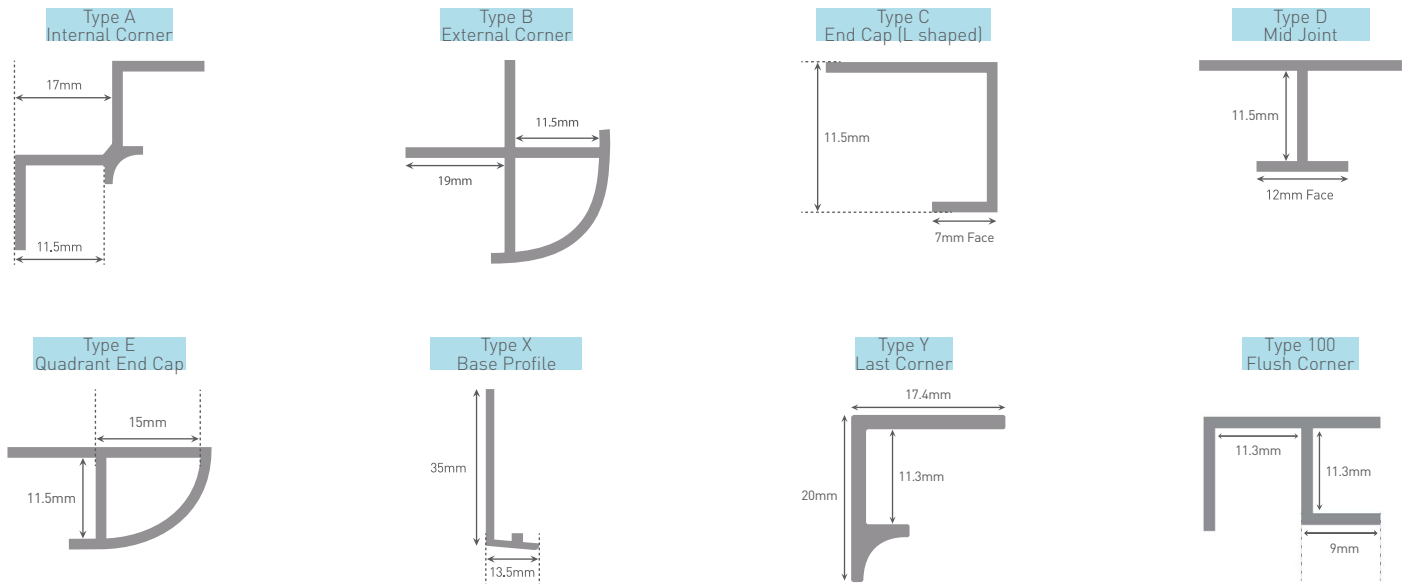 Type A
Internal Corner
17mm
11.5mm
Type B
External Corner
11.5mm
19mm
Type C
End Cap (L shaped)
11.5mm
7mm Face
Type D
Mid Joint
11.5mm
12mm Face
Type E
Quadrant End Cap
15mm
11.5mm
Type X
Base Profile
35mm
13.5mm
Type Y
Last Corner
17.4mm
11.3mm
20mm
Type 100
Flush Corner
11.3mm
11.3mm
9mm